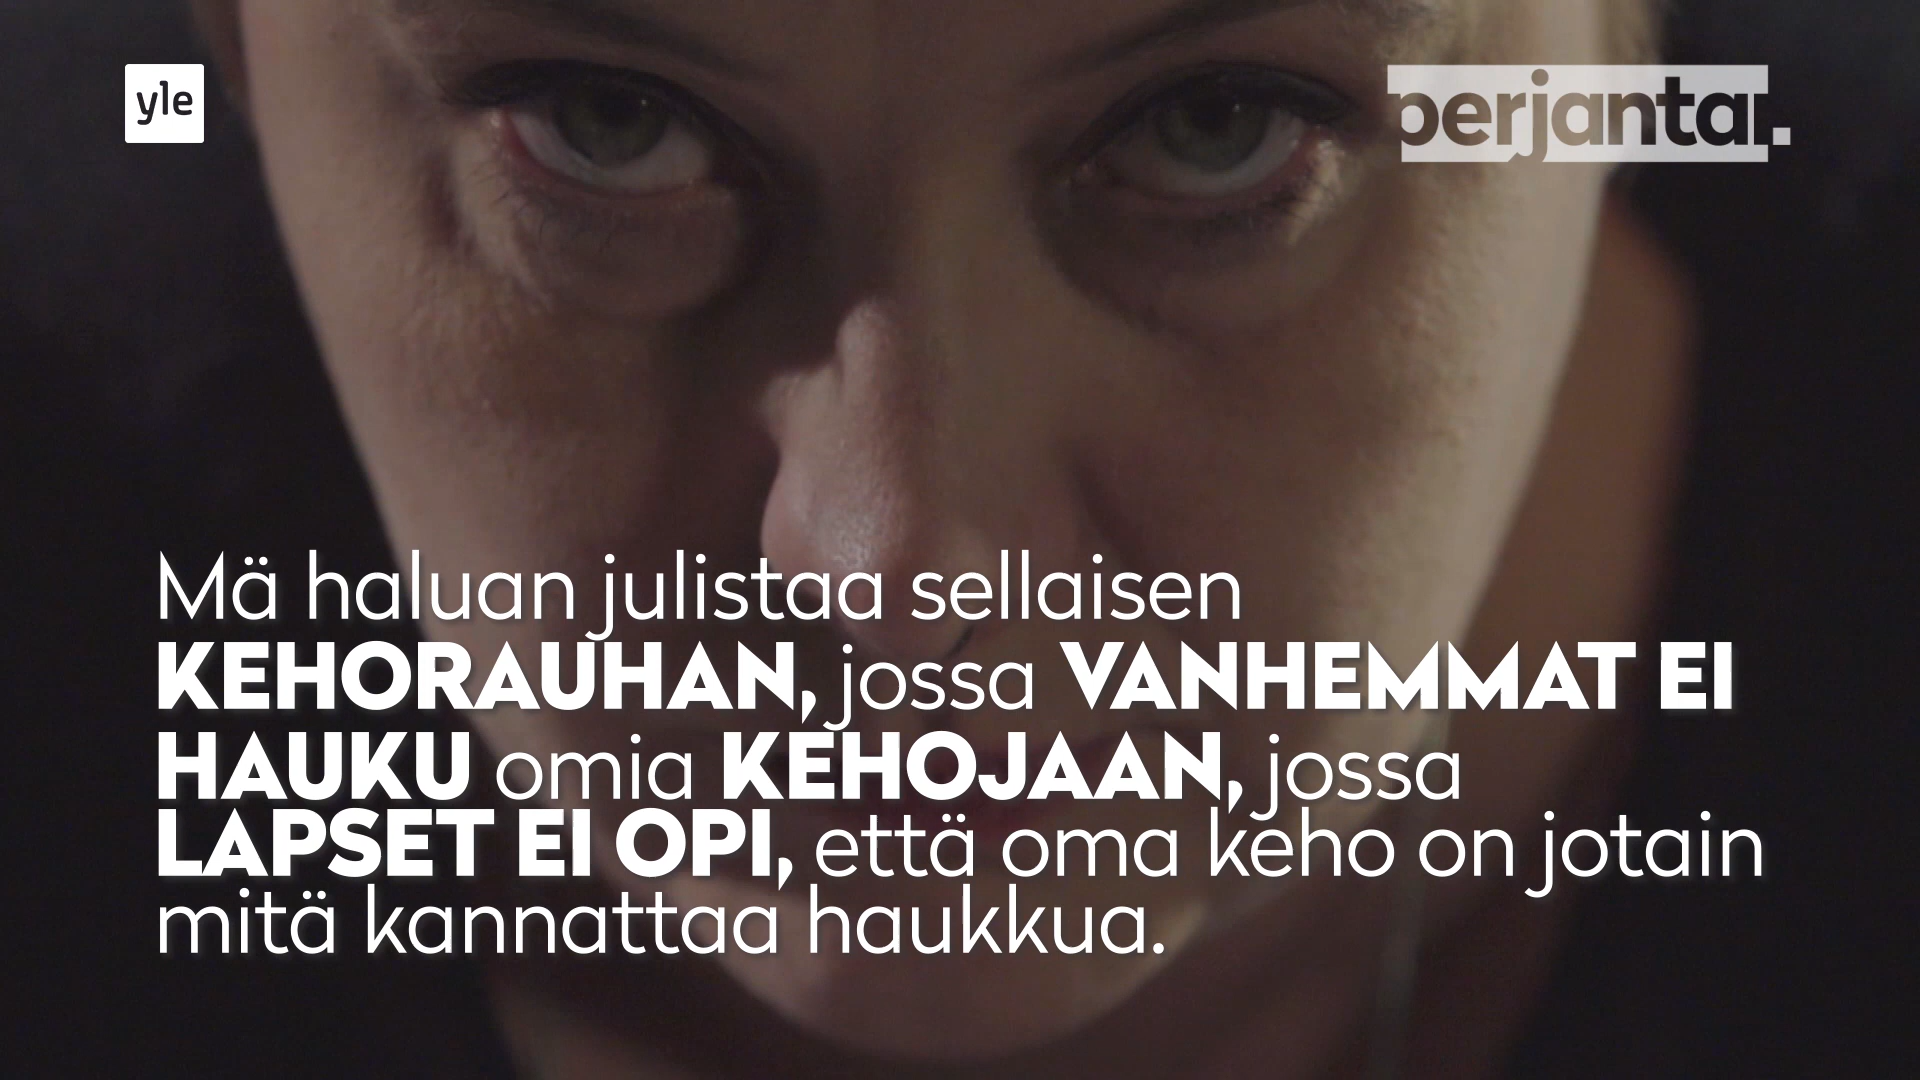 yle
perjantai.
Mä haluan julistaa sellaisen
KEHORAUHAN, jossa VANHEMMAT EI
HAUKU omia KEHOJAAN, jossa
LAPSET EI OPI, että oma keho on jotain
mitä kannattaa haukkua.